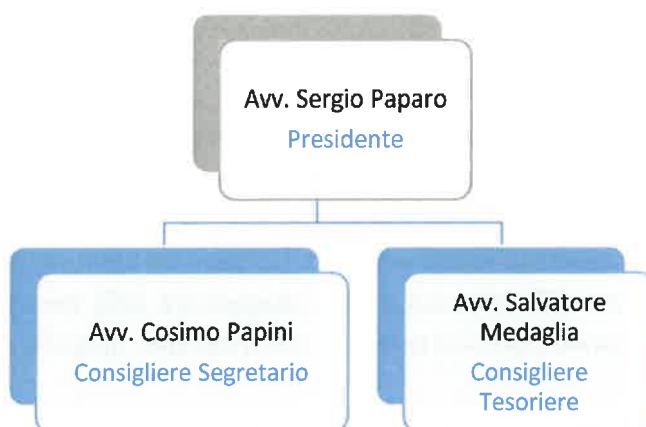 Avv. Sergio Paparo
Presidente
Avv. Cosimo Papini
Consigliere Segretario
Avv. Salvatore
Medaglia
Consigliere
Tesoriere